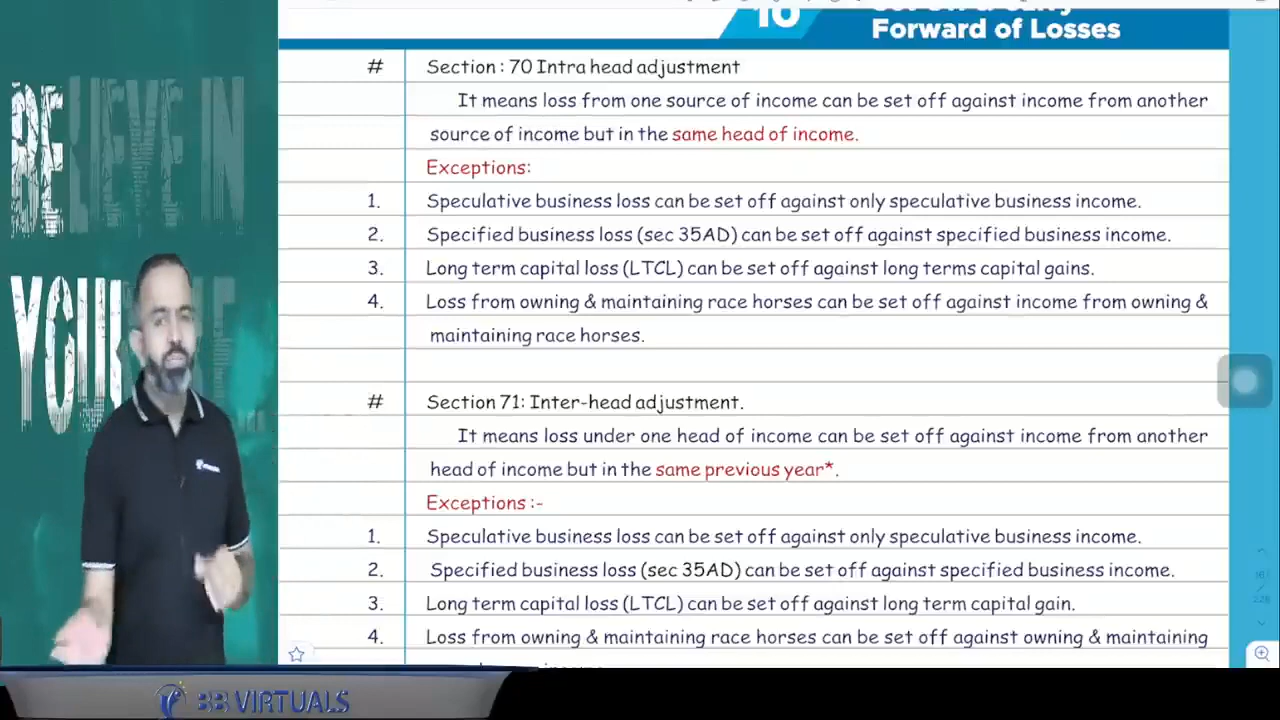 BELIEVE IN
YOU
10
Forward of Losses
# Section : 70 Intra head adjustment
It means loss from one source of income can be set off against income from another
source of income but in the same head of income.
Exceptions:
1. Speculative business loss can be set off against only speculative business income.
2. Specified business loss (sec 35AD) can be set off against specified business income.
3. Long term capital loss (LTCL) can be set off against long terms capital gains.
4. Loss from owning & maintaining race horses can be set off against income from owning &
maintaining race horses.
# Section 71: Inter-head adjustment.
It means loss under one head of income can be set off against income from another
head of income but in the same previous year*.
Exceptions :-
1. Speculative business loss can be set off against only speculative business income.
2. Specified business loss (sec 35AD) can be set off against specified business income.
3. Long term capital loss (LTCL) can be set off against long term capital gain.
4. Loss from owning & maintaining race horses can be set off against owning & maintaining
BB VIRTUALS